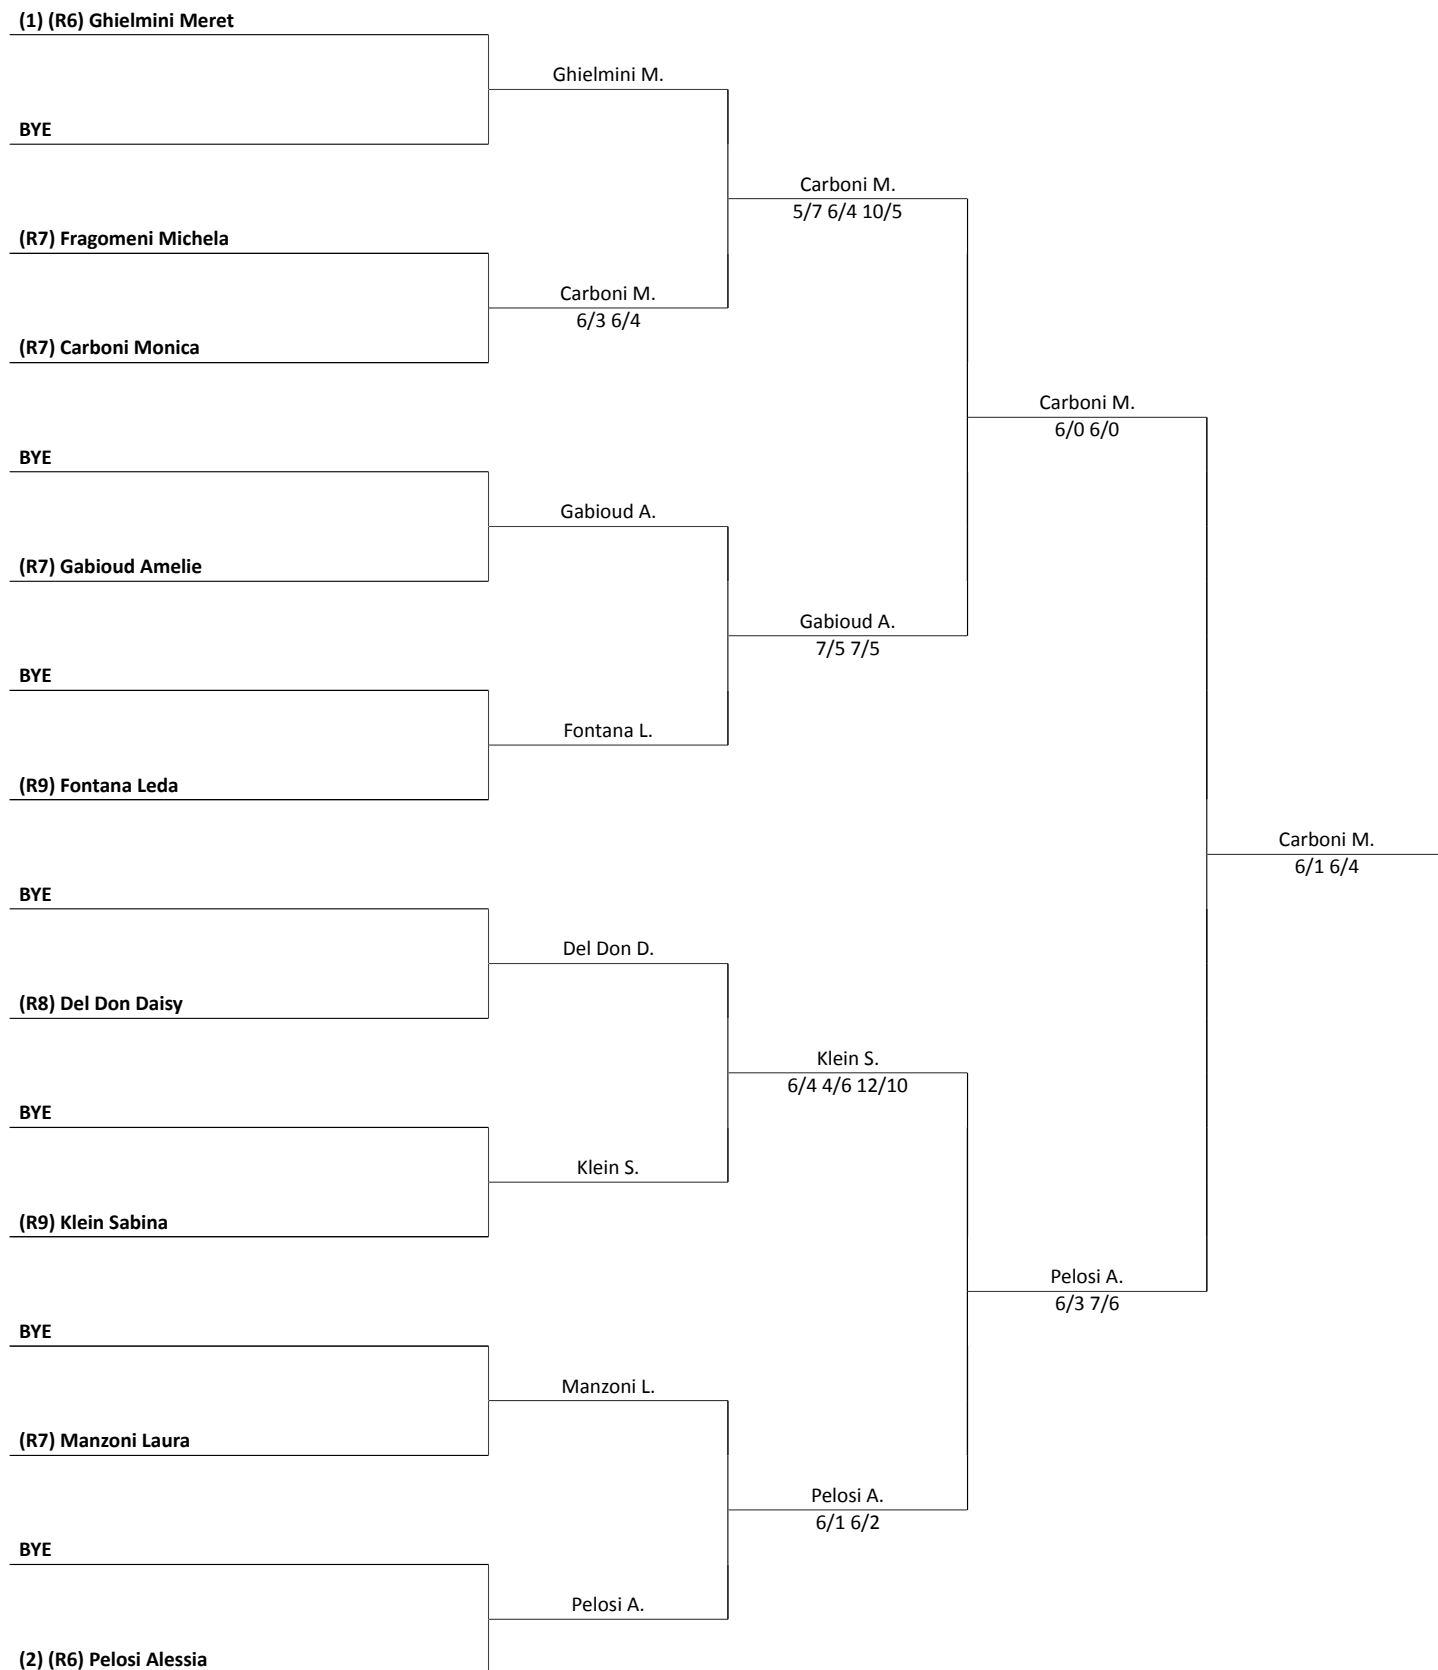 (1) (R6) Ghielmini Meret
Ghielmini M.
BYE
Carboni M.
5/7 6/4 10/5
(R7) Fragomeni Michela
Carboni M.
6/3 6/4
(R7) Carboni Monica
Carboni M.
6/0 6/0
BYE
Gabioud A.
(R7) Gabioud Amelie
Gabioud A.
7/5 7/5
BYE
Fontana L.
(R9) Fontana Leda
Carboni M.
6/1 6/4
BYE
Del Don D.
(R8) Del Don Daisy
Klein S.
6/4 4/6 12/10
BYE
Klein S.
(R9) Klein Sabina
Pelosi A.
6/3 7/6
BYE
Manzoni L.
(R7) Manzoni Laura
Pelosi A.
6/1 6/2
BYE
Pelosi A.
(2) (R6) Pelosi Alessia